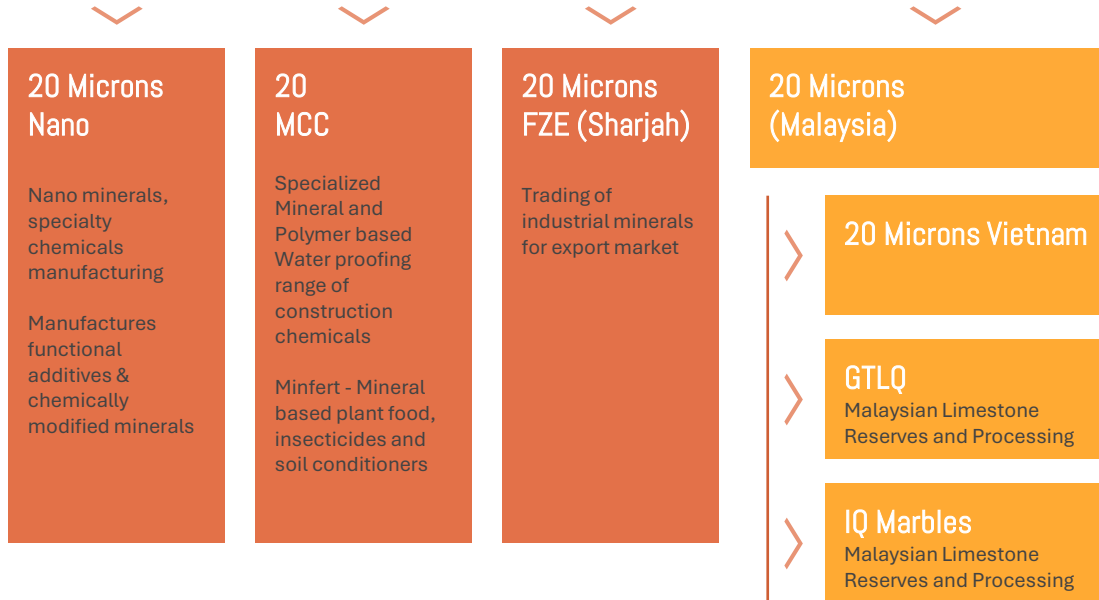 20 Microns
Nano
Nano minerals,
specialty
chemicals
manufacturing
Manufactures
functional
additives &
chemically
modified minerals
20
MCC
Specialized
Mineral and
Polymer based
Water proofing
range of
construction
chemicals
Minfert - Mineral
based plant food,
insecticides and
soil conditioners
20 Microns
FZE (Sharjah)
Trading of
industrial minerals
for export market
20 Microns
(Malaysia)
20 Microns Vietnam
GTLQ
Malaysian Limestone
Reserves and Processing
IQ Marbles
Malaysian Limestone
Reserves and Processing